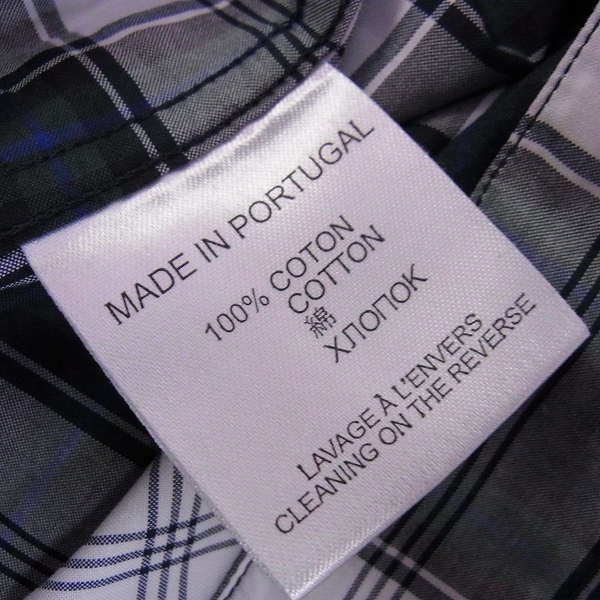 MADE IN PORTUGAL
100% COTON
COTTON
綿
ХЛОПОК
LAVAGE À L'ENVERS
CLEANING ON THE REVERSE